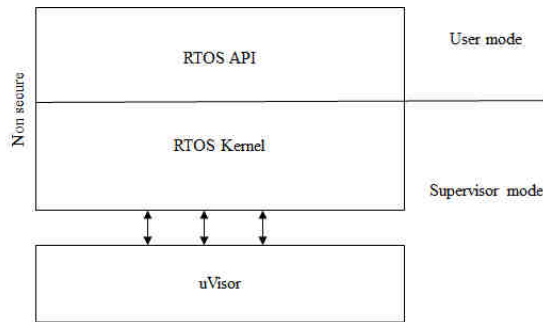 User mode
RTOS API
Non secure
RTOS Kernel
Supervisor mode
uVisor